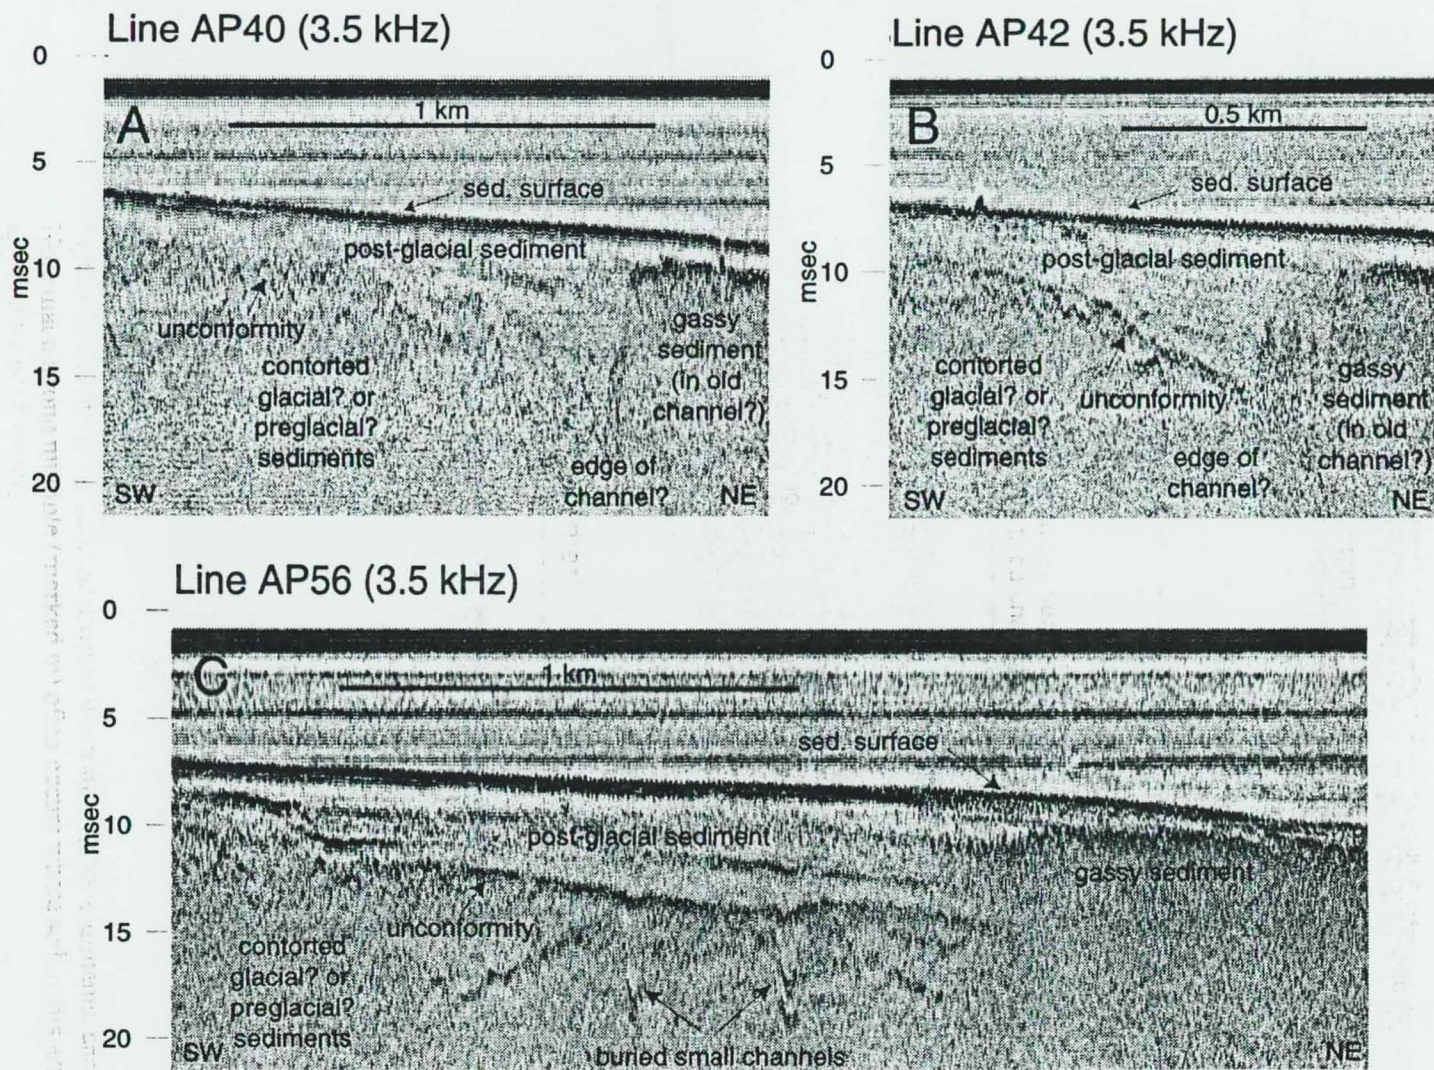 Line AP40 (3.5 kHz)
0
5
10
15
20
msec
A
1 km
sed. surface
post-glacial sediment
unconformity
contorted
glacial? or
preglacial?
sediments
gassy
sediment
(in old
channel?)
edge of
channel?
SW
NE
Line AP42 (3.5 kHz)
0
5
10
15
20
msec
B
0.5 km
sed. surface
post-glacial sediment
contorted
glacial? or
preglacial?
sediments
unconformity
gassy
sediment
(in old
channel?)
edge of
channel?
SW
NE
Line AP56 (3.5 kHz)
0
5
10
15
20
msec
C
1 km
sed. surface
post-glacial sediment
gassy sediment
unconformity
contorted
glacial? or
preglacial?
sediments
buried small channels
SW
NE